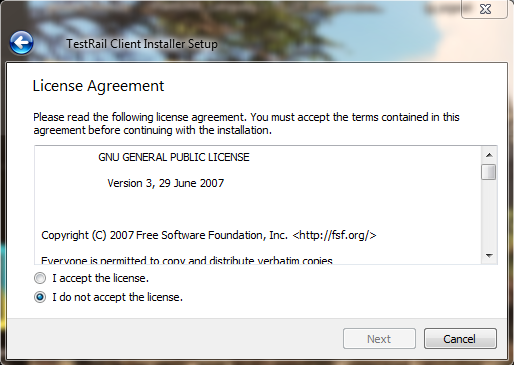 TestRail Client Installer Setup
License Agreement
Please read the following license agreement. You must accept the terms contained in this
agreement before continuing with the installation.
GNU GENERAL PUBLIC LICENSE
Version 3, 29 June 2007
Copyright (C) 2007 Free Software Foundation, Inc. <http://fsf.org/>
Everyone is permitted to copy and distribute verbatim copies
I accept the license.
I do not accept the license.
Next
Cancel